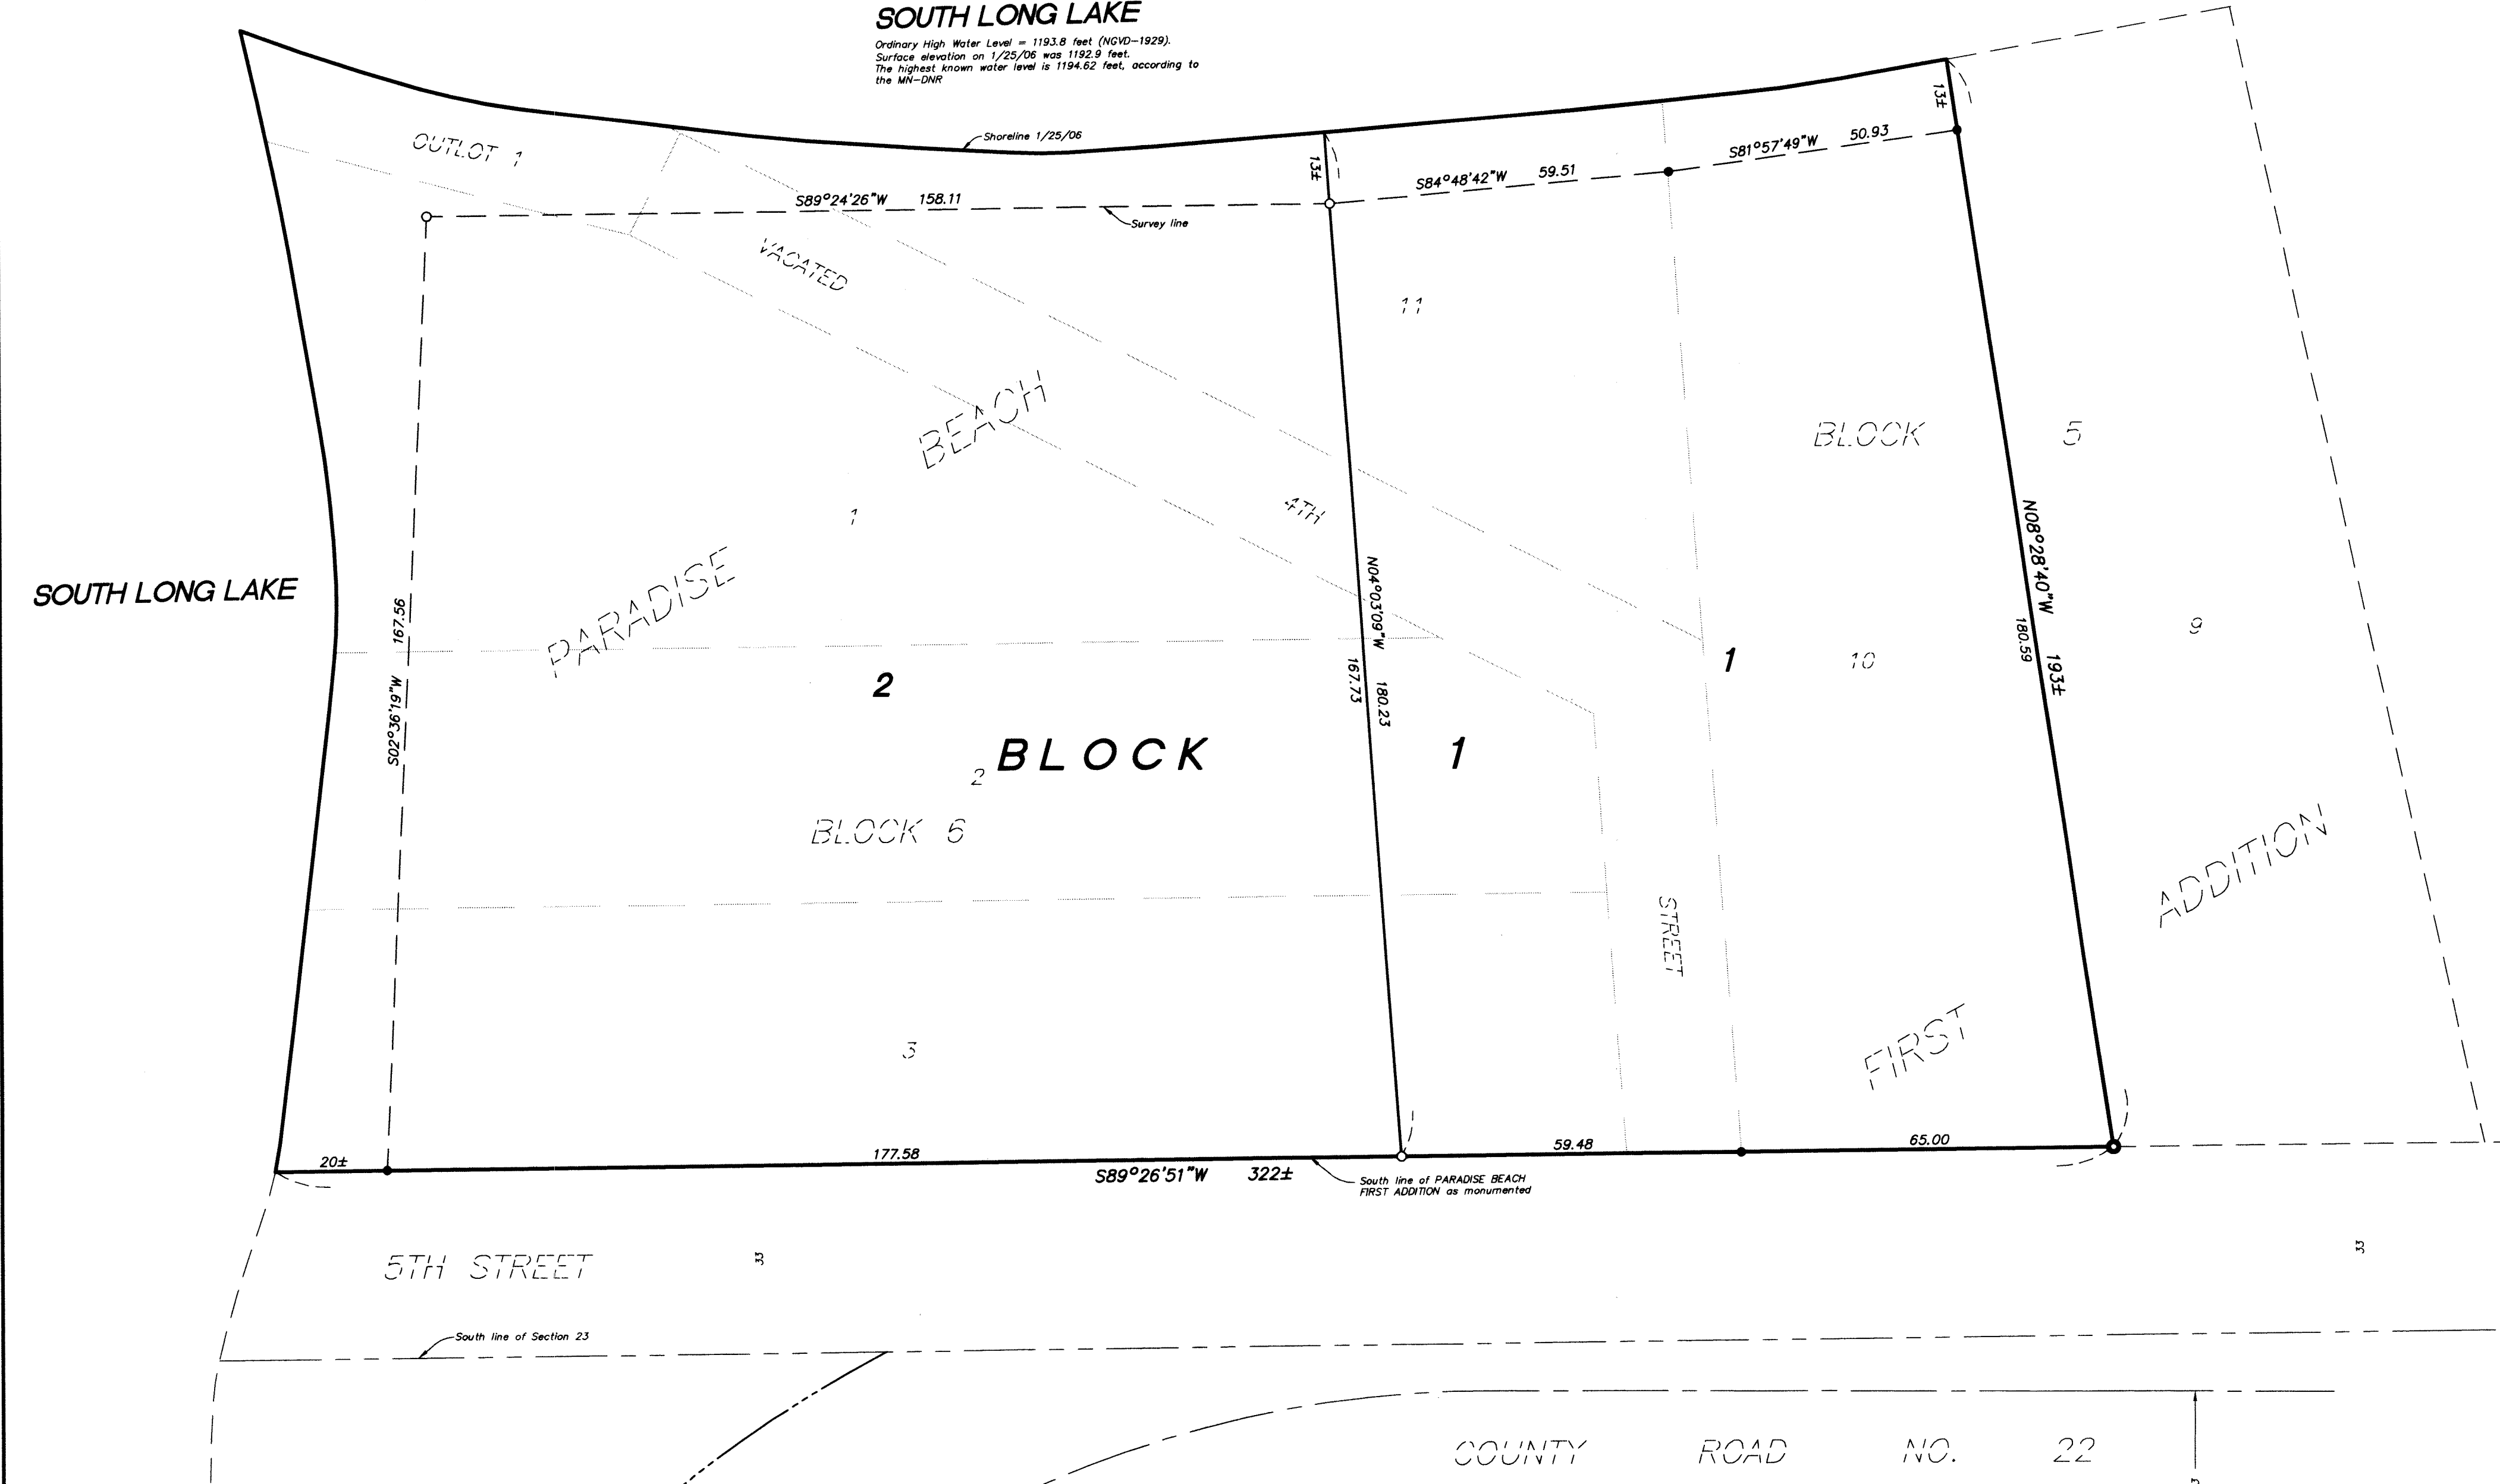 SOUTH LONG LAKE
Ordinary High Water Level = 1193.8 feet (NGVD-1929).
Surface elevation on 1/25/06 was 1192.9 feet.
The highest known water level is 1194.62 feet, according to
the MN-DNR
Shoreline 1/25/06
OUTLOT 1
13±
13±
S81°57'49"W 50.93
S84°48'42"W 59.51
S89°24'26"W 158.11
Survey line
VACATED
11
BEACH
BLOCK 5
1
4TH
PARADISE
SOUTH LONG LAKE
S02°36'19"W 167.56
N04°03'09"W 180.23
167.73
N08°28'40"W 193±
180.59
9
2
1
10
BLOCK 1
2
BLOCK 6
STREET
ADDITION
3
FIRST
20±
177.58
59.48
65.00
S89°26'51"W 322±
South line of PARADISE BEACH
FIRST ADDITION as monumented
5TH STREET
33
33
South line of Section 23
COUNTY ROAD NO. 22